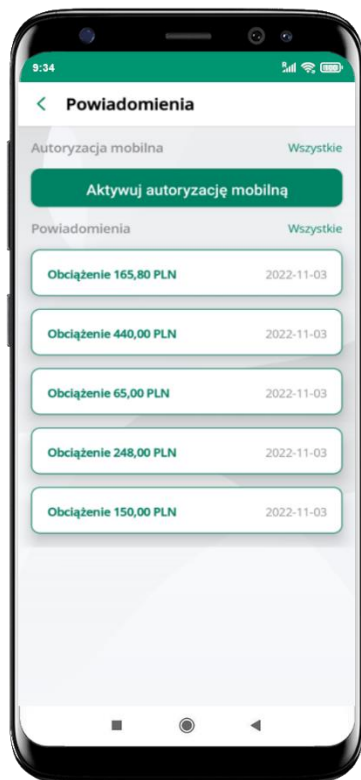 9:34
Powiadomienia
Autoryzacja mobilna Wszystkie
Aktywuj autoryzację mobilną
Powiadomienia Wszystkie
Obciążenie 165,80 PLN 2022-11-03
Obciążenie 440,00 PLN 2022-11-03
Obciążenie 65,00 PLN 2022-11-03
Obciążenie 248,00 PLN 2022-11-03
Obciążenie 150,00 PLN 2022-11-03